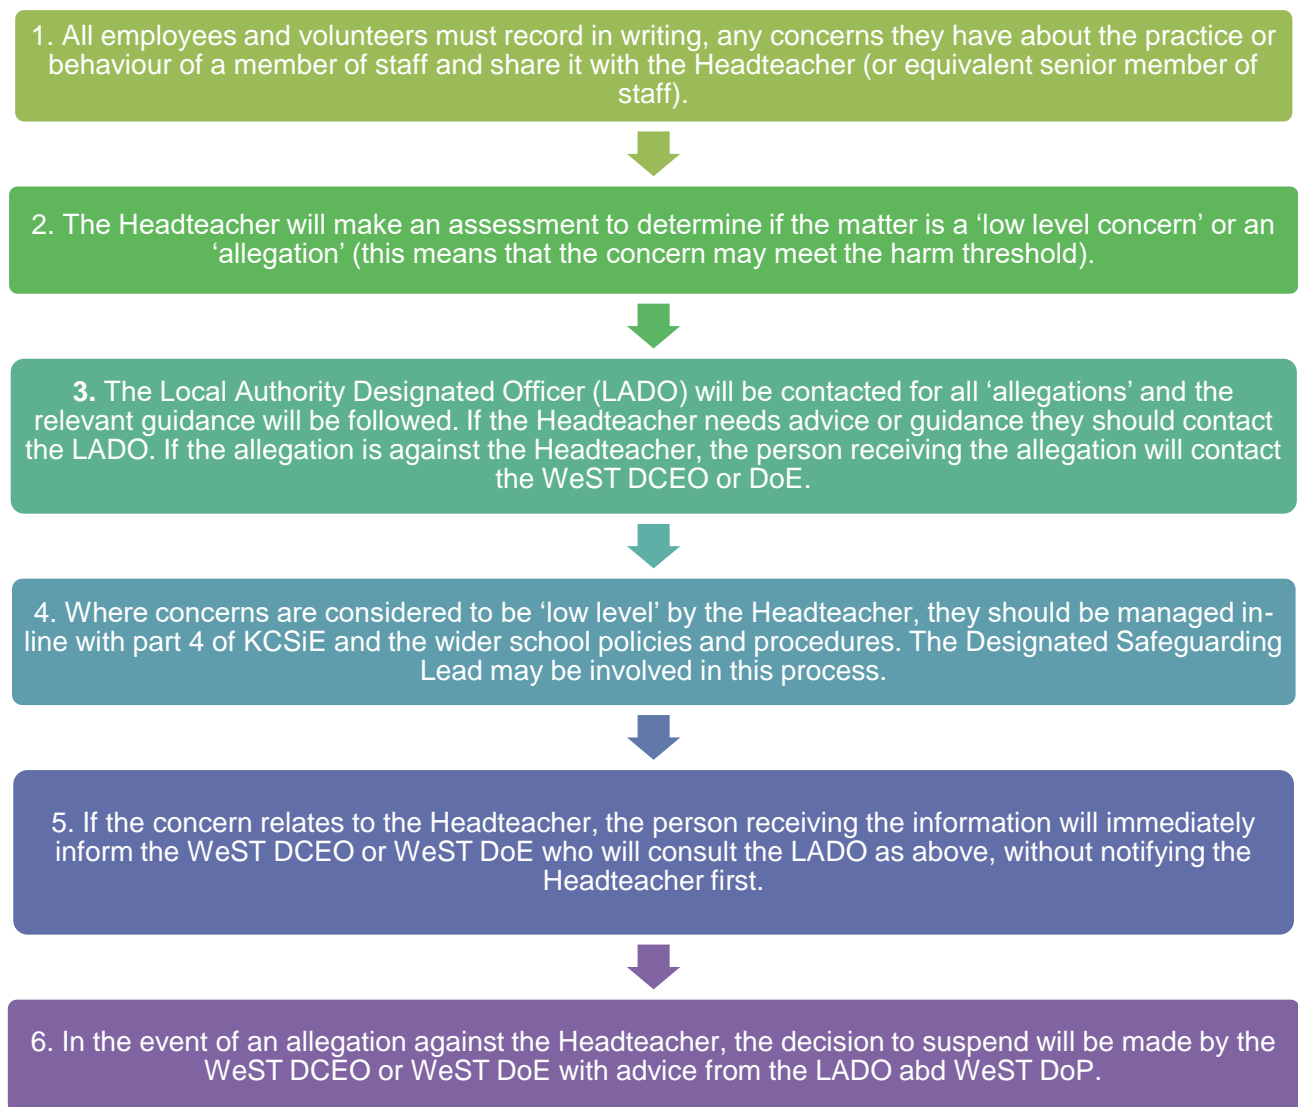 1. All employees and volunteers must record in writing, any concerns they have about the practice or
behaviour of a member of staff and share it with the Headteacher (or equivalent senior member of
staff).
2. The Headteacher will make an assessment to determine if the matter is a ‘low level concern’ or an
‘allegation’ (this means that the concern may meet the harm threshold).
3. The Local Authority Designated Officer (LADO) will be contacted for all ‘allegations’ and the
relevant guidance will be followed. If the Headteacher needs advice or guidance they should contact
the LADO. If the allegation is against the Headteacher, the person receiving the allegation will contact
the WeST DCEO or DoE.
4. Where concerns are considered to be ‘low level’ by the Headteacher, they should be managed in-
line with part 4 of KCSiE and the wider school policies and procedures. The Designated Safeguarding
Lead may be involved in this process.
5. If the concern relates to the Headteacher, the person receiving the information will immediately
inform the WeST DCEO or WeST DoE who will consult the LADO as above, without notifying the
Headteacher first.
6. In the event of an allegation against the Headteacher, the decision to suspend will be made by the
WeST DCEO or WeST DoE with advice from the LADO abd WeST DoP.